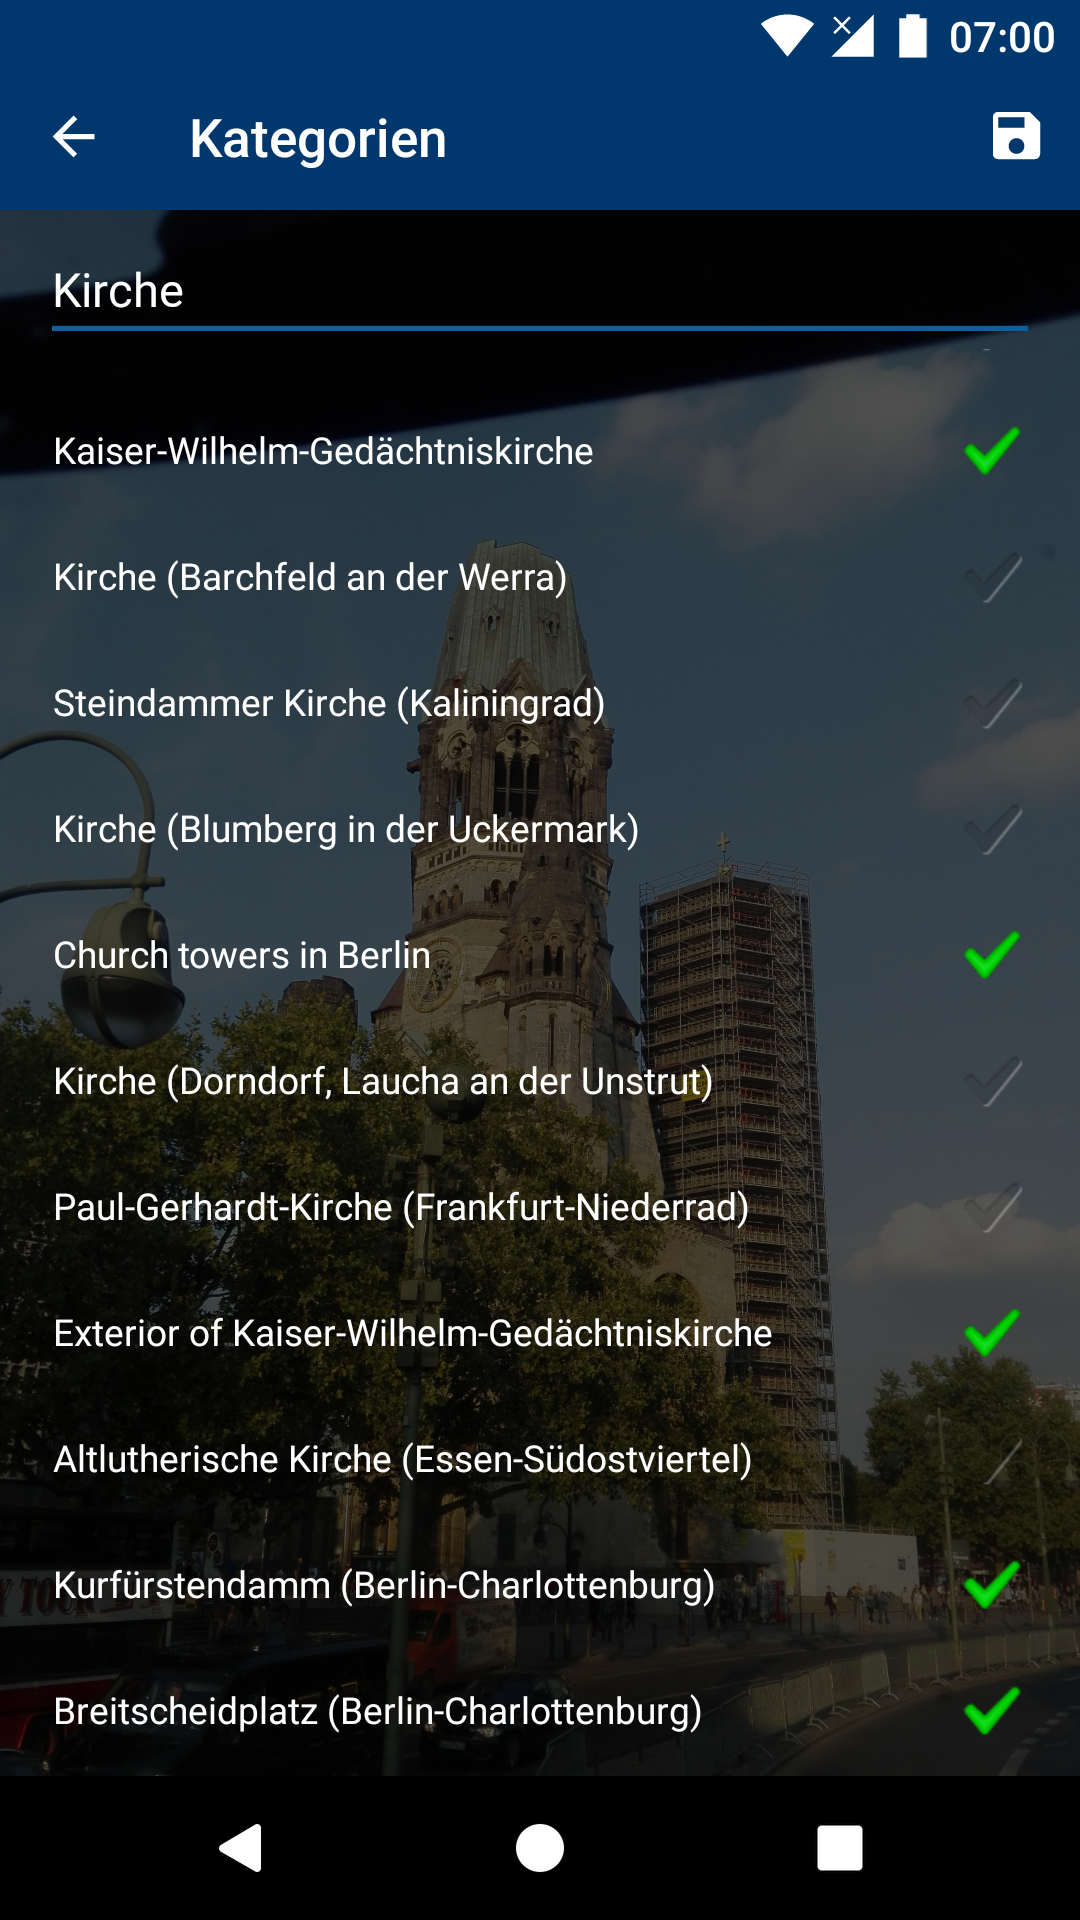 07:00
Kategorien
Kirche
Kaiser-Wilhelm-Gedächtniskirche
Kirche (Barchfeld an der Werra)
Steindammer Kirche (Kaliningrad)
Kirche (Blumberg in der Uckermark)
Church towers in Berlin
Kirche (Dorndorf, Laucha an der Unstrut)
Paul-Gerhardt-Kirche (Frankfurt-Niederrad)
Exterior of Kaiser-Wilhelm-Gedächtniskirche
Altlutherische Kirche (Essen-Südostviertel)
Kurfürstendamm (Berlin-Charlottenburg)
Breitscheidplatz (Berlin-Charlottenburg)